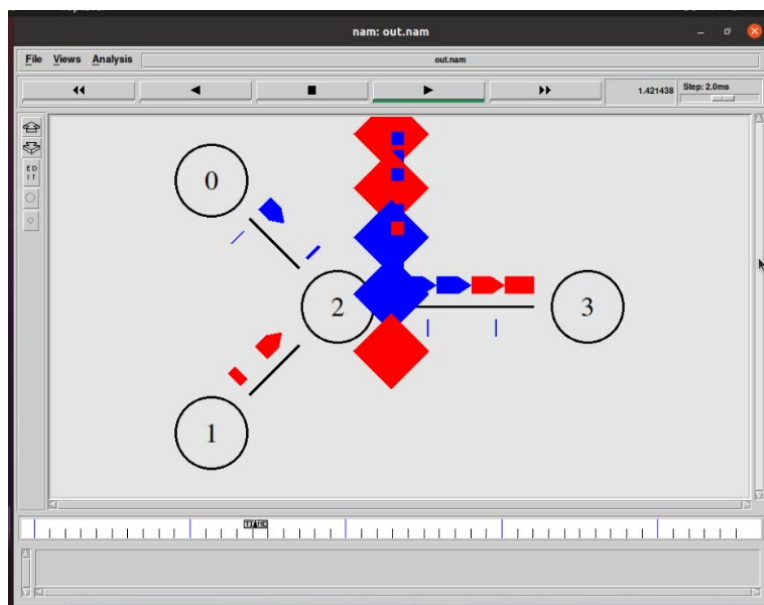 nam: out.nam
File Views Analysis
out.nam
1.421438 Step: 2.0ms
E D
I T
0
2
3
1